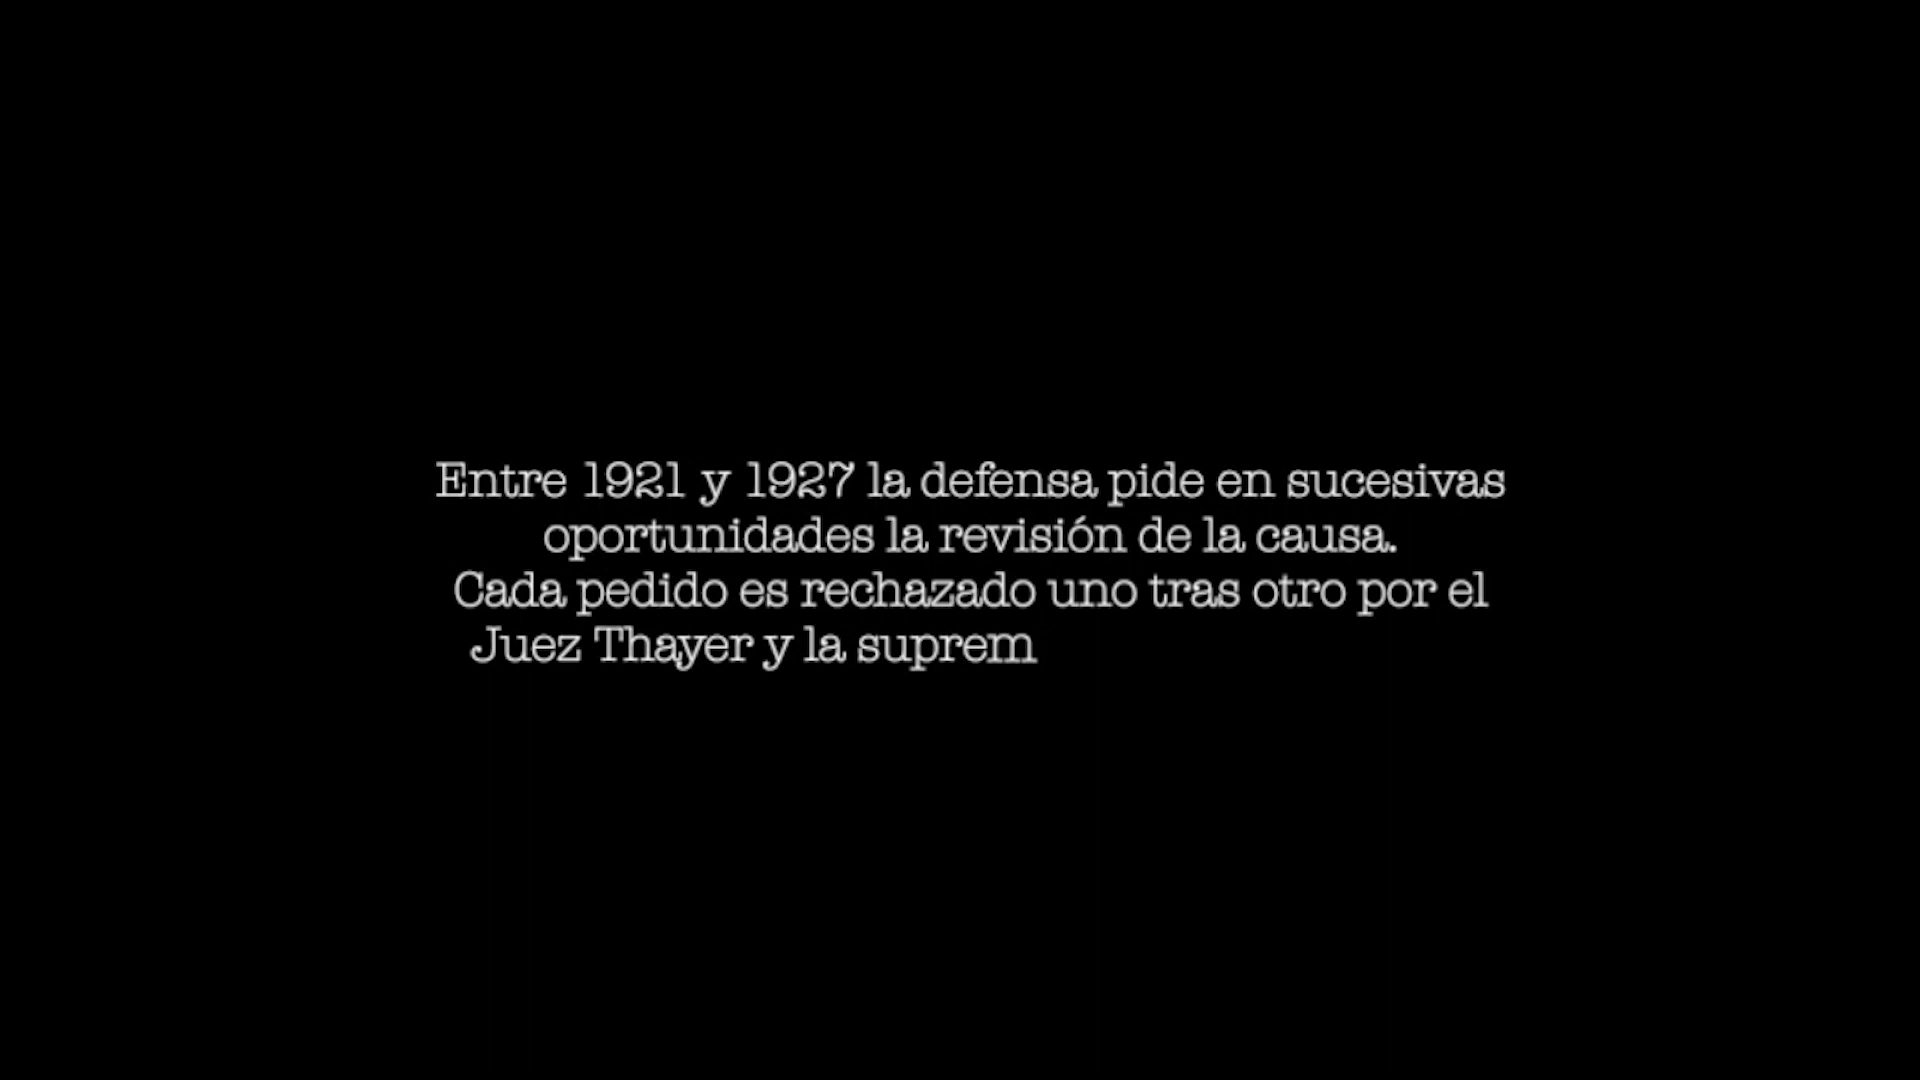 Entre 1921 y 1927 la defensa pide en sucesivas
oportunidades la revisión de la causa.
Cada pedido es rechazado uno tras otro por el
Juez Thayer y la suprem